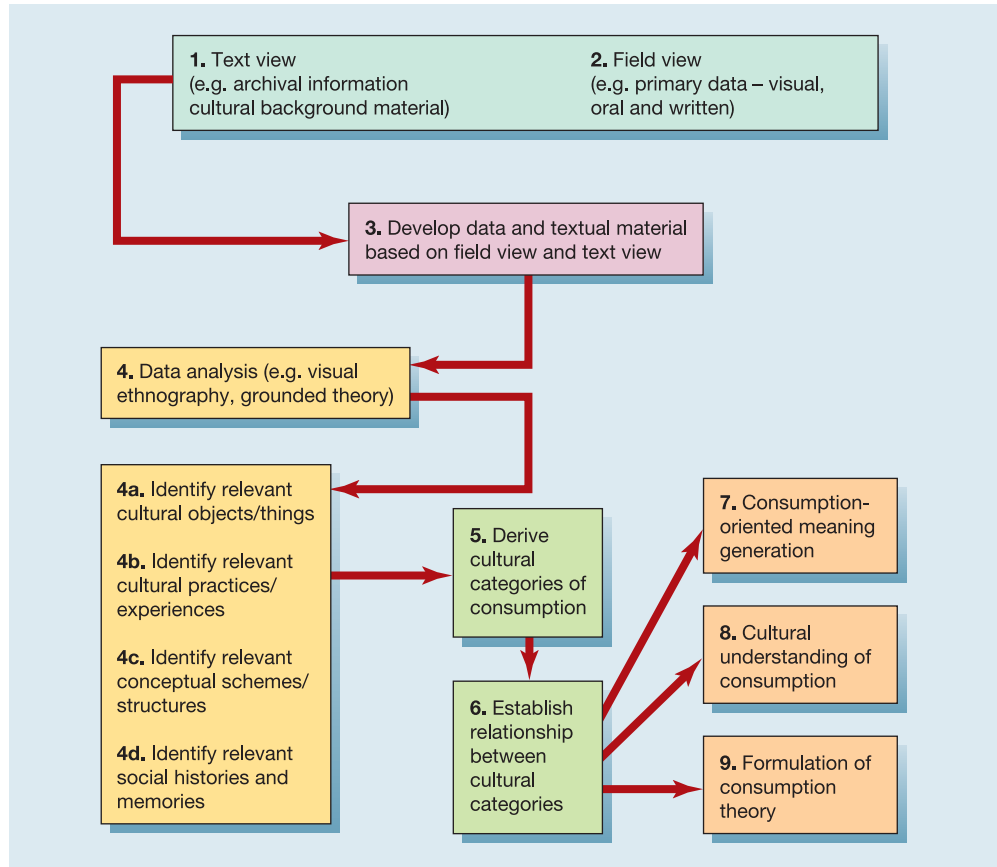 1. Text view
(e.g. archival information
cultural background material)
2. Field view
(e.g. primary data – visual,
oral and written)
3. Develop data and textual material
based on field view and text view
4. Data analysis (e.g. visual
ethnography, grounded theory)
4a. Identify relevant
cultural objects/things
4b. Identify relevant
cultural practices/
experiences
4c. Identify relevant
conceptual schemes/
structures
4d. Identify relevant
social histories and
memories
5. Derive
cultural
categories of
consumption
6. Establish
relationship
between
cultural
categories
7. Consumption-
oriented meaning
generation
8. Cultural
understanding of
consumption
9. Formulation of
consumption
theory